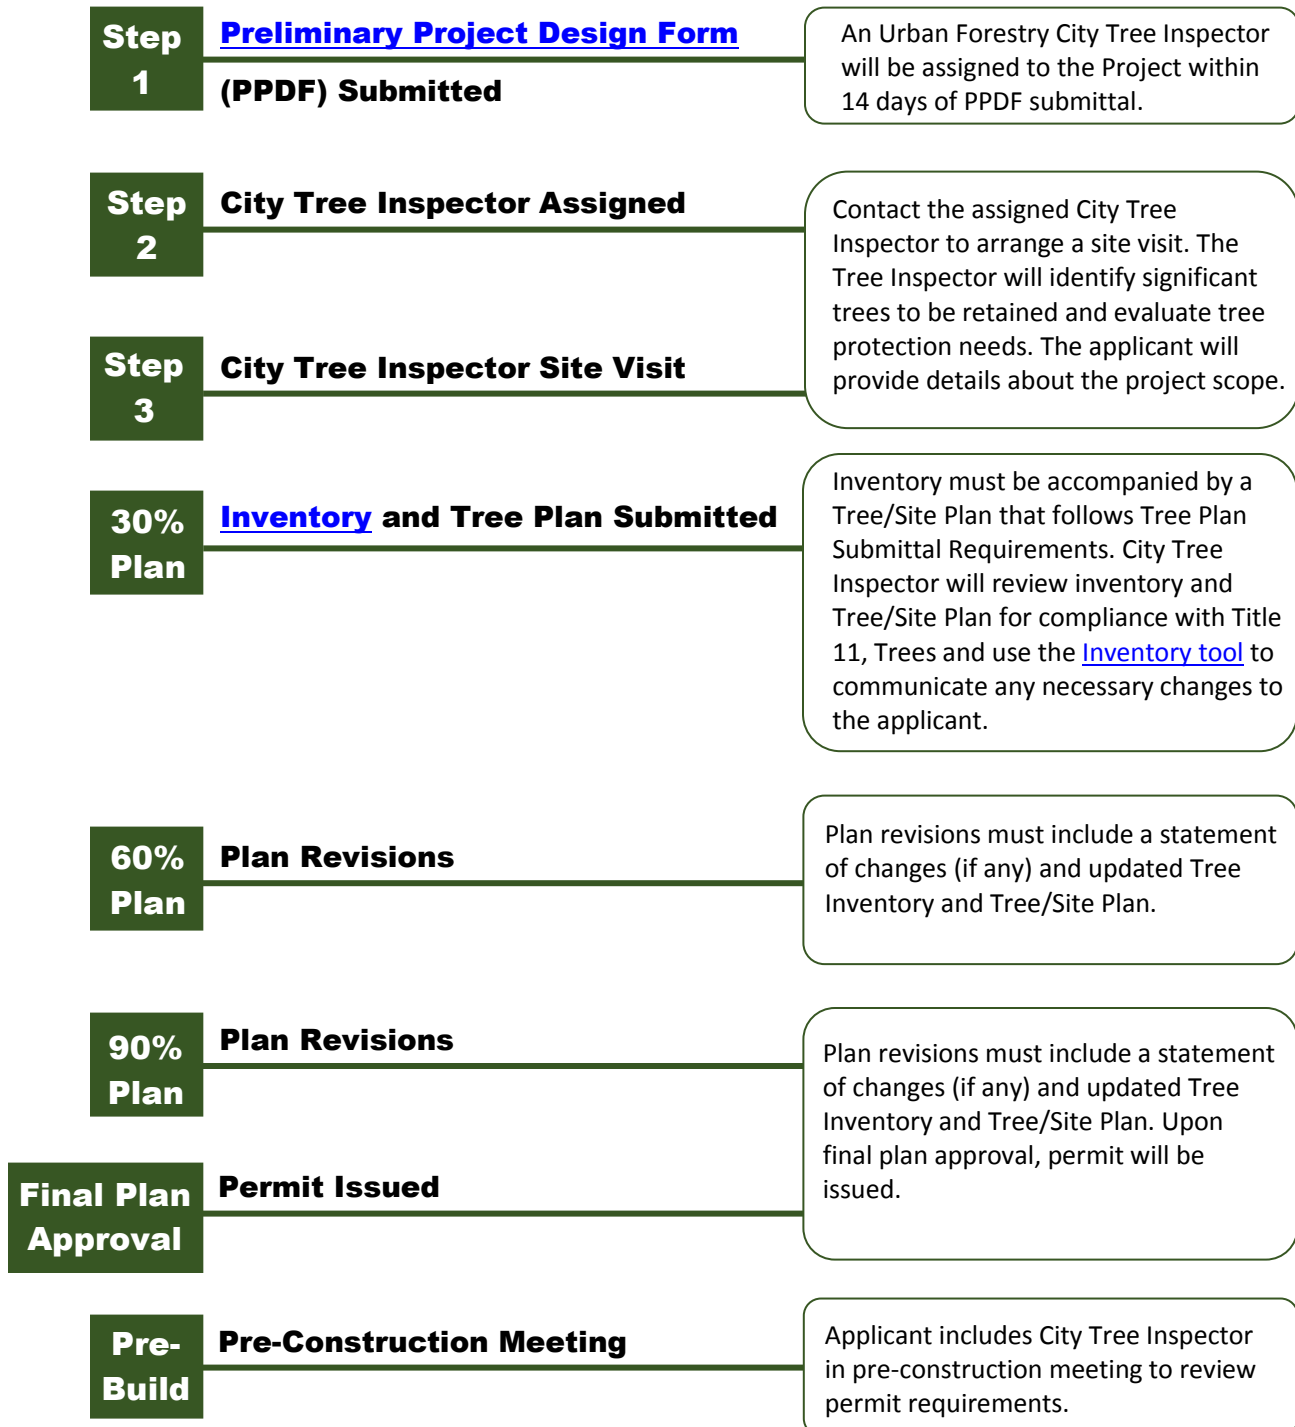 Step
1
Preliminary Project Design Form
(PPDF) Submitted
An Urban Forestry City Tree Inspector
will be assigned to the Project within
14 days of PPDF submittal.
Step
2
City Tree Inspector Assigned
Contact the assigned City Tree
Inspector to arrange a site visit. The
Tree Inspector will identify significant
trees to be retained and evaluate tree
protection needs. The applicant will
provide details about the project scope.
Step
3
City Tree Inspector Site Visit
30%
Plan
Inventory and Tree Plan Submitted
Inventory must be accompanied by a
Tree/Site Plan that follows Tree Plan
Submittal Requirements. City Tree
Inspector will review inventory and
Tree/Site Plan for compliance with Title
11, Trees and use the Inventory tool to
communicate any necessary changes to
the applicant.
60%
Plan
Plan Revisions
Plan revisions must include a statement
of changes (if any) and updated Tree
Inventory and Tree/Site Plan.
90%
Plan
Plan Revisions
Plan revisions must include a statement
of changes (if any) and updated Tree
Inventory and Tree/Site Plan. Upon
final plan approval, permit will be
issued.
Final Plan
Approval
Permit Issued
Pre-
Build
Pre-Construction Meeting
Applicant includes City Tree Inspector
in pre-construction meeting to review
permit requirements.